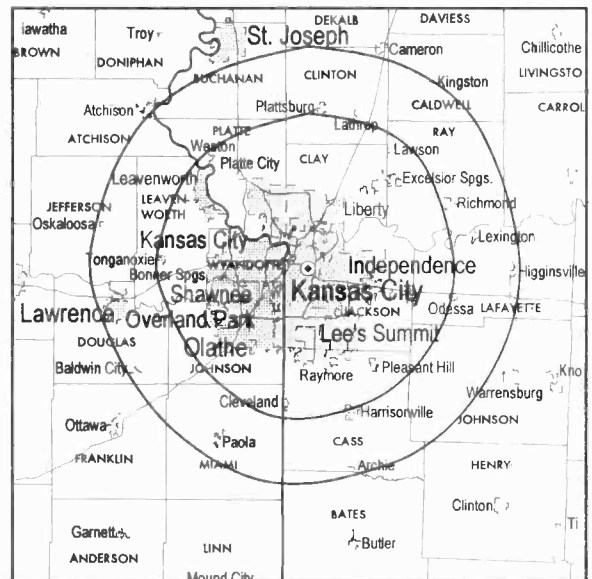 iawatha
Troy
DEKALB
DAVIESS
BROWN
DONIPHAN
St. Joseph
Cameron
Chillicothe
LIVINGSTO
BUCHANAN
CLINTON
Kingston
Atchison
Plattsburg
CALDWELL
CARROL
ATCHISON
PLATTE
Lathrop
RAY
Weston
Lawson
Platte City
CLAY
Leavenworth
Excelsior Spgs.
JEFFERSON
LEAVEN-
WORTH
Liberty
Richmond
Oskaloosa
Kansas City
Lexington
Tonganoxie
WYANDOTTE
Independence
Bonner Spgs.
Higginsville
Shawnee
Kansas City
Lawrence
Overland Park
JACKSON
Odessa
LAFAYETTE
Lee's Summit
DOUGLAS
Olathe
Baldwin City
JOHNSON
Raymore
Pleasant Hill
Kno
Warrensburg
Cleveland
Harrisonville
JOHNSON
Ottawa
Paola
CASS
FRANKLIN
MIAMI
Archie
HENRY
BATES
Clinton
Ti
Garnett
Butler
ANDERSON
LINN
Mound City